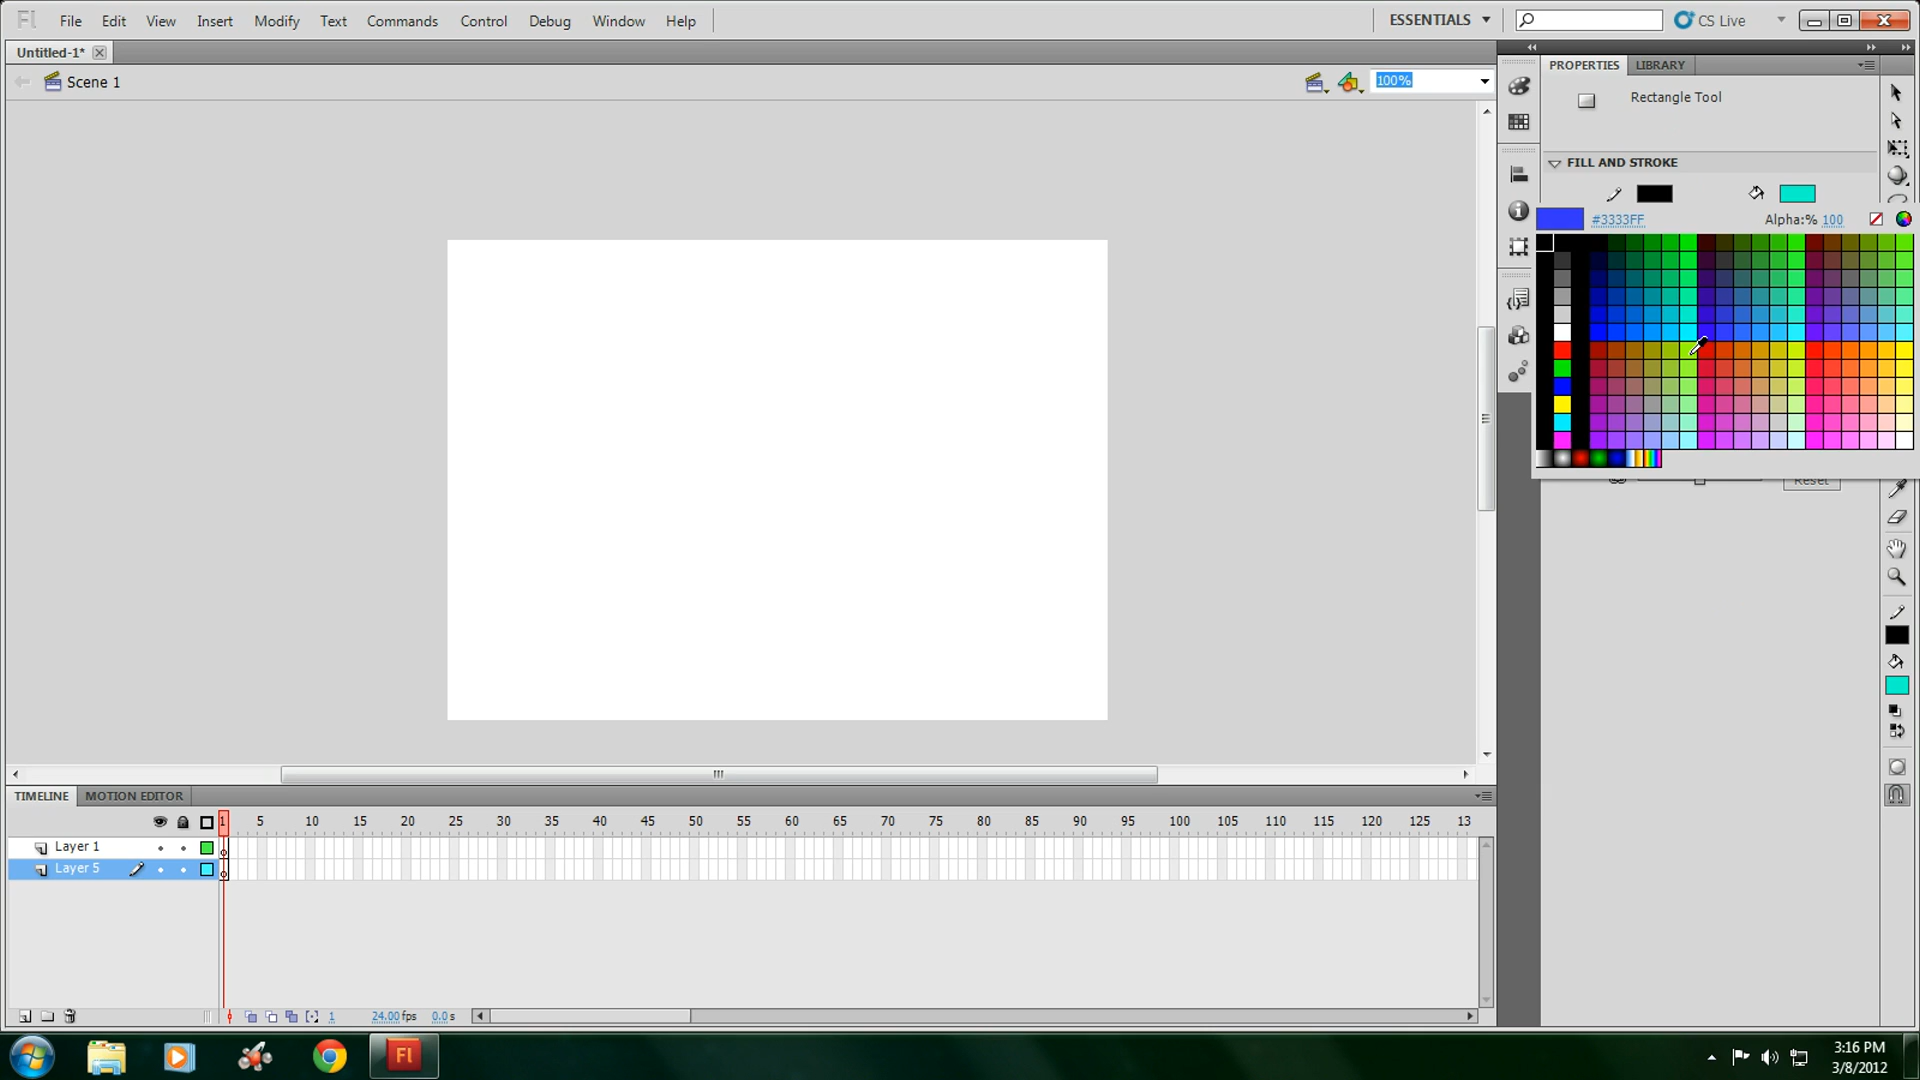 Fl File Edit View Insert Modify Text Commands Control Debug Window Help ESSENTIALS CS Live
Untitled-1*
Scene 1 100%
PROPERTIES LIBRARY
Rectangle Tool
FILL AND STROKE
#3333FF Alpha:% 100
Reset
TIMELINE MOTION EDITOR
1 5 10 15 20 25 30 35 40 45 50 55 60 65 70 75 80 85 90 95 100 105 110 115 120 125 13
Layer 1
Layer 5
1 24.00 fps 0.0 s
Fl
3:16 PM
3/8/2012